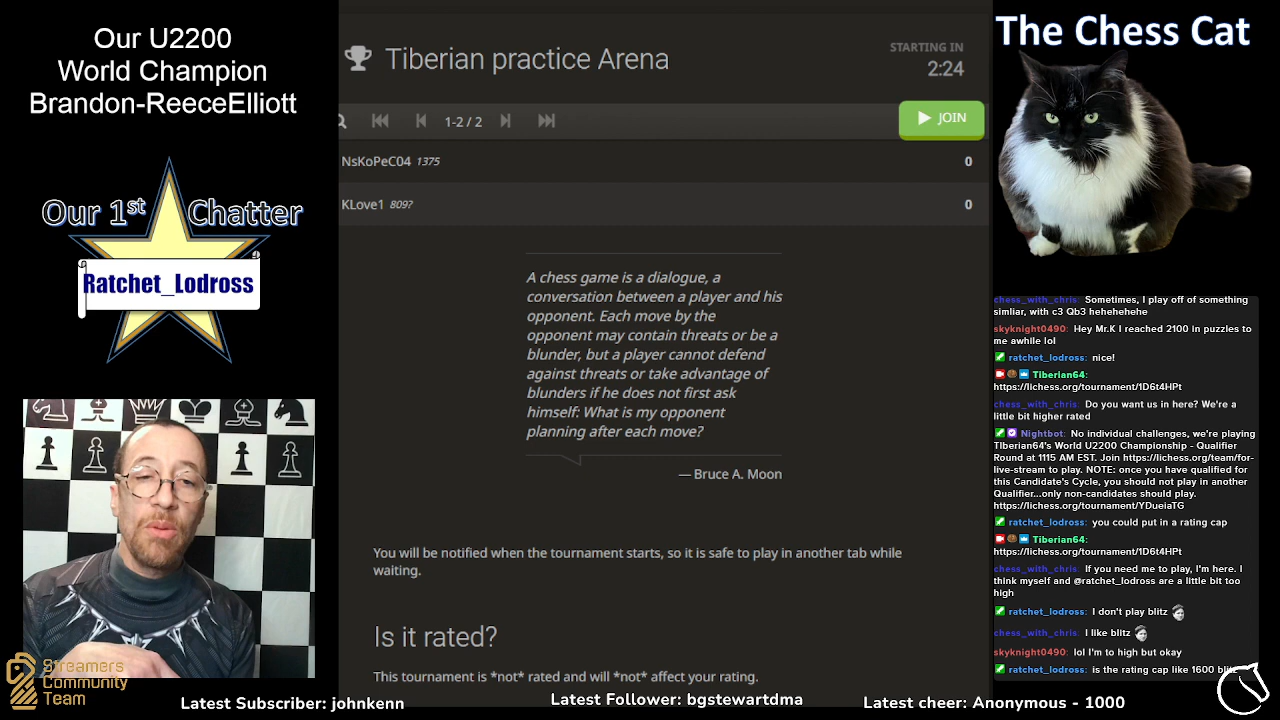 Our U2200
World Champion
Brandon-ReeceElliott
Our 1st Chatter
Ratchet_Lodross
Streamers
Community
Team
Tiberian practice Arena
STARTING IN
2:24
1-2 / 2
JOIN
NsKoPeC04 1375 0
KLove1 809? 0
A chess game is a dialogue, a
conversation between a player and his
opponent. Each move by the
opponent may contain threats or be a
blunder, but a player cannot defend
against threats or take advantage of
blunders if he does not first ask
himself: What is my opponent
planning after each move?
— Bruce A. Moon
You will be notified when the tournament starts, so it is safe to play in another tab while
waiting.
Is it rated?
This tournament is *not* rated and will *not* affect your rating.
The Chess Cat
chess_with_chris: Sometimes, I play off of something
simliar, with c3 Qb3 hehehehehe
skyknight0490: Hey Mr.K I reached 2100 in puzzles to
me awhile lol
ratchet_lodross: nice!
Tiberian64:
https://lichess.org/tournament/1D6t4HPt
chess_with_chris: Do you want us in here? We're a
little bit higher rated
Nightbot: No individual challenges, we're playing
TIberian64's World U2200 Championship - Qualifier
Round at 1115 AM EST. Join https://lichess.org/team/for-
live-stream to play. NOTE: once you have qualified for
this Candidate's Cycle, you should not play in another
Qualifier...only non-candidates should play.
https://lichess.org/tournament/YDueiaTG
ratchet_lodross: you could put in a rating cap
Tiberian64:
https://lichess.org/tournament/1D6t4HPt
chess_with_chris: If you need me to play, I'm here. I
think myself and @ratchet_lodross are a little bit too
high
ratchet_lodross: I don't play blitz
chess_with_chris: I like blitz
skyknight0490: lol I'm to high but okay
ratchet_lodross: is the rating cap like 1600 blitz
Latest Subscriber: johnkenn
Latest Follower: bgstewartdma
Latest cheer: Anonymous - 1000